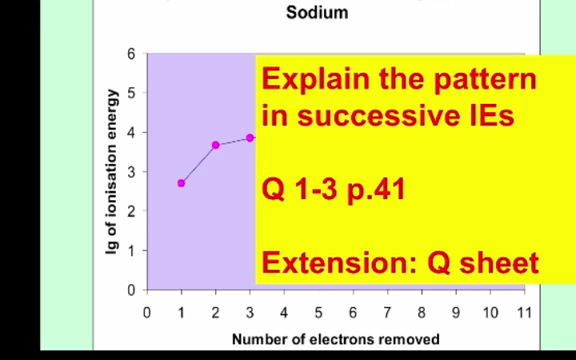 Sodium
6
5
4
3
2
1
0
lg of ionisation energy
Explain the pattern
in successive IEs
Q 1-3 p.41
Extension: Q sheet
0 1 2 3 4 5 6 7 8 9 10 11
Number of electrons removed